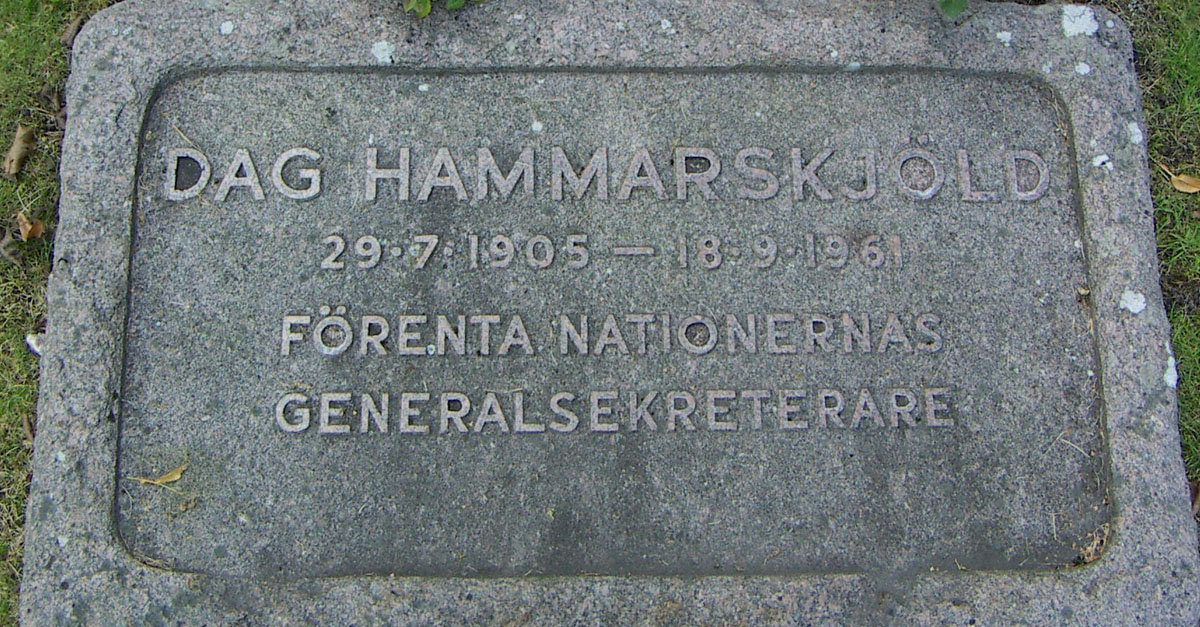 DAG HAMMARSKJÖLD
29·7·1905 — 18·9·1961
FÖRENTA NATIONERNAS
GENERALSEKRETERARE